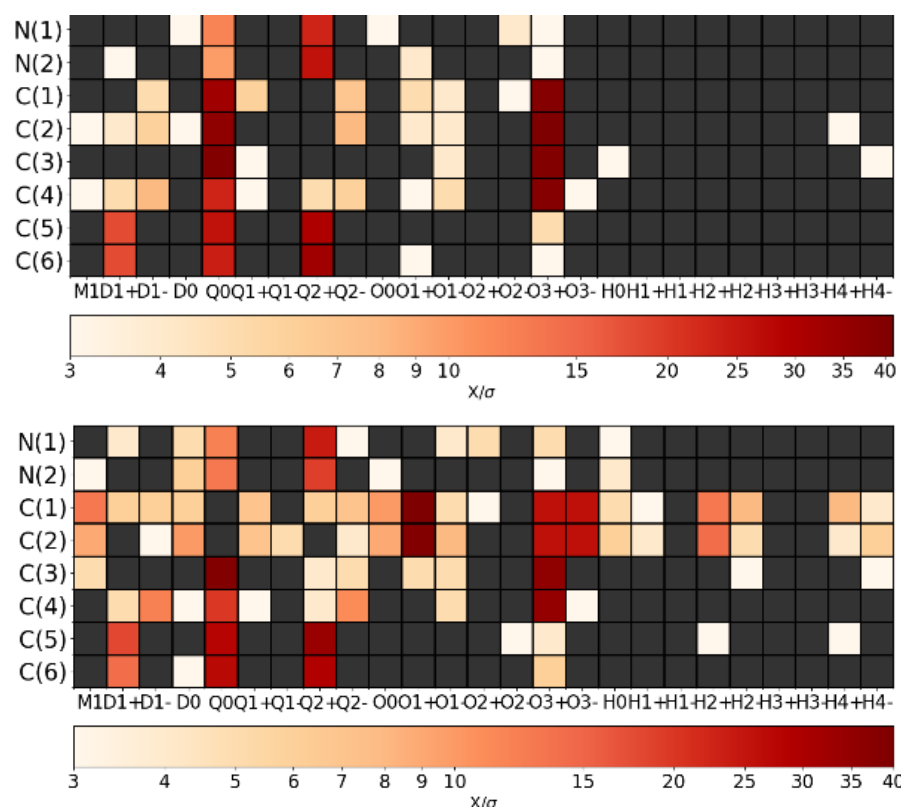 N(1)
N(2)
C(1)
C(2)
C(3)
C(4)
C(5)
C(6)
M1D1+D1- D0 Q0Q1+Q1- Q2+Q2- O0O1+O1-O2+O2-O3+O3- H0H1+H1-H2+H2-H3+H3-H4+H4-
3 4 5 6 7 8 9 10 15 20 25 30 35 40
X/σ
N(1)
N(2)
C(1)
C(2)
C(3)
C(4)
C(5)
C(6)
M1D1+D1- D0 Q0Q1+Q1-Q2+Q2- O0O1+O1-O2+O2-O3+O3- H0H1+H1-H2+H2-H3+H3-H4+H4-
3 4 5 6 7 8 9 10 15 20 25 30 35 40
X/σ